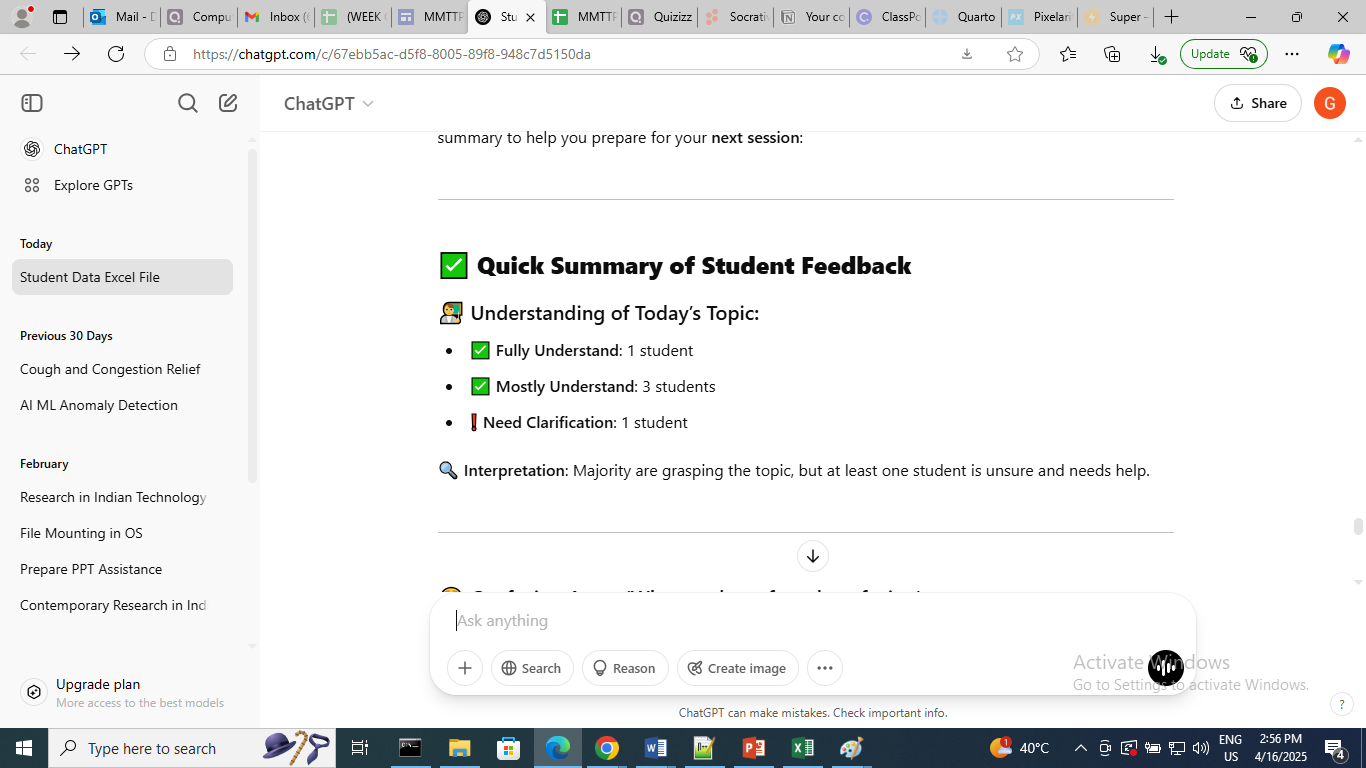 Mail - D
Compu
Inbox (
(WEEK
MMTTP
Stu
MMTTP
Quizizz
Socrativ
Your co
ClassPo
Quarto
Pixelari
Super -
https://chatgpt.com/c/67ebb5ac-d5f8-8005-89f8-948c7d5150da
Update
ChatGPT
Share
G
ChatGPT
Explore GPTs
Today
Student Data Excel File
Previous 30 Days
Cough and Congestion Relief
AI ML Anomaly Detection
February
Research in Indian Technology
File Mounting in OS
Prepare PPT Assistance
Contemporary Research in Ind
Upgrade plan
More access to the best models
summary to help you prepare for your next session:
✅ Quick Summary of Student Feedback
🧑‍🏫 Understanding of Today’s Topic:
• ✅ Fully Understand: 1 student
• ✅ Mostly Understand: 3 students
• ❗Need Clarification: 1 student
🔍 Interpretation: Majority are grasping the topic, but at least one student is unsure and needs help.
Ask anything
Search
Reason
Create image
Activate Windows
Go to Settings to activate Windows.
ChatGPT can make mistakes. Check important info.
?
Type here to search
40°C
ENG
US
2:56 PM
4/16/2025
4